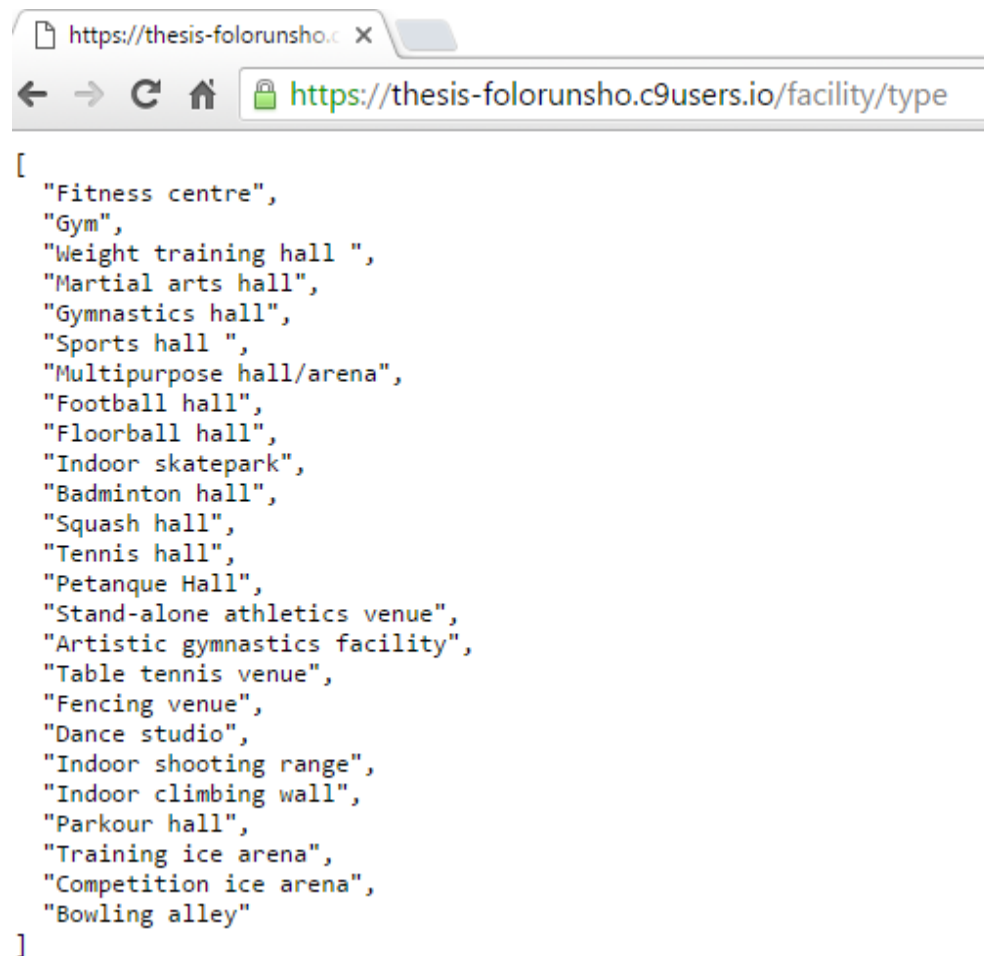 https://thesis-folorunsho.c
https://thesis-folorunsho.c9users.io/facility/type
[
  "Fitness centre",
  "Gym",
  "Weight training hall ",
  "Martial arts hall",
  "Gymnastics hall",
  "Sports hall ",
  "Multipurpose hall/arena",
  "Football hall",
  "Floorball hall",
  "Indoor skatepark",
  "Badminton hall",
  "Squash hall",
  "Tennis hall",
  "Petanque Hall",
  "Stand-alone athletics venue",
  "Artistic gymnastics facility",
  "Table tennis venue",
  "Fencing venue",
  "Dance studio",
  "Indoor shooting range",
  "Indoor climbing wall",
  "Parkour hall",
  "Training ice arena",
  "Competition ice arena",
  "Bowling alley"
]